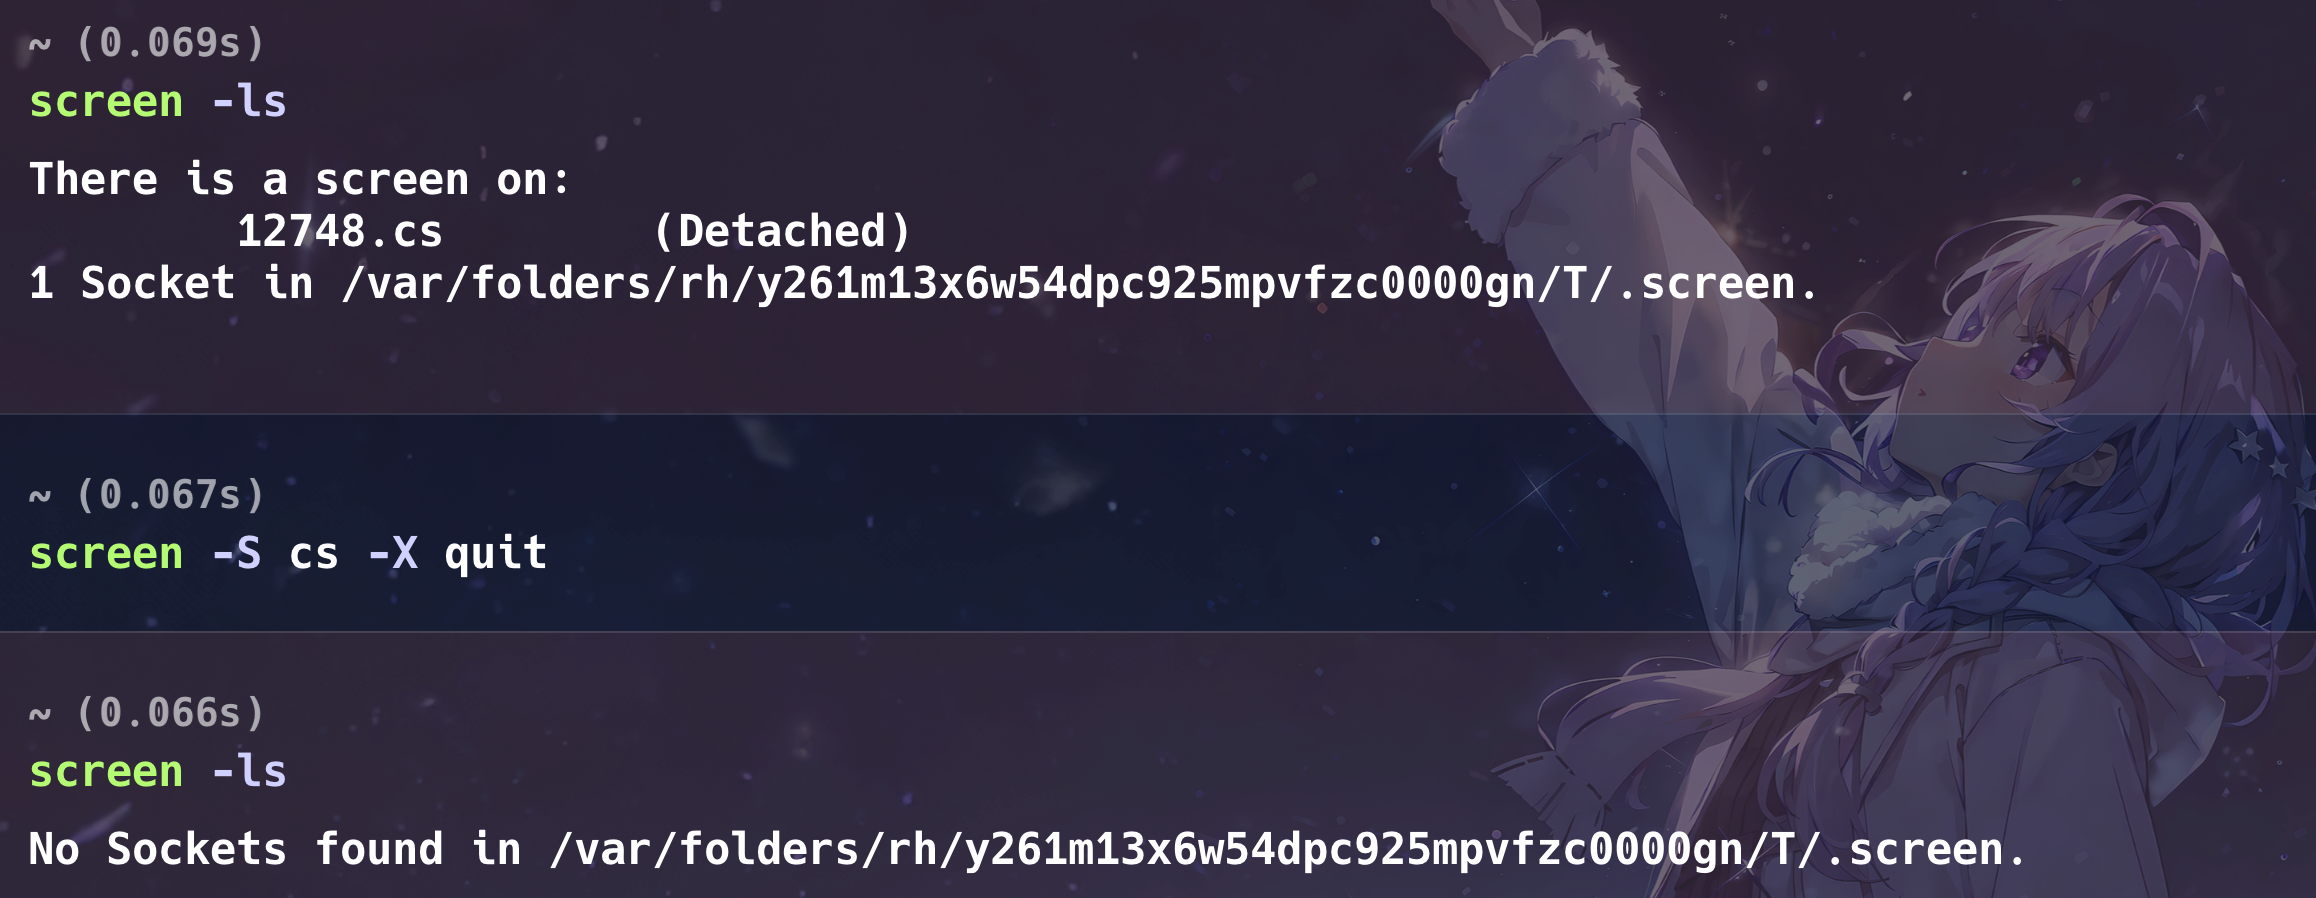 ~ (0.069s)
screen -ls
There is a screen on:
        12748.cs        (Detached)
1 Socket in /var/folders/rh/y261m13x6w54dpc925mpvfzc0000gn/T/.screen.
~ (0.067s)
screen -S cs -X quit
~ (0.066s)
screen -ls
No Sockets found in /var/folders/rh/y261m13x6w54dpc925mpvfzc0000gn/T/.screen.